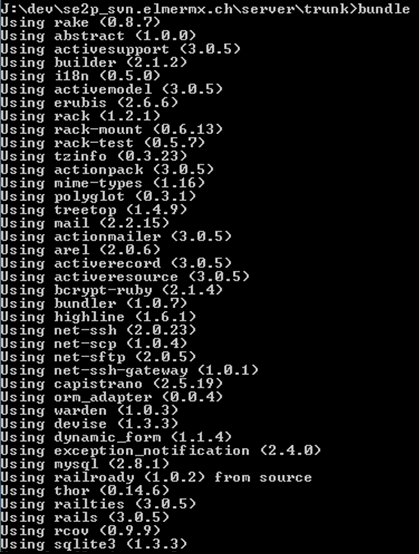 J:\dev\se2p_svn.elmermx.ch\server\trunk>bundle
Using rake (0.8.7)
Using abstract (1.0.0)
Using activesupport (3.0.5)
Using builder (2.1.2)
Using i18n (0.5.0)
Using activemodel (3.0.5)
Using erubis (2.6.6)
Using rack (1.2.1)
Using rack-mount (0.6.13)
Using rack-test (0.5.7)
Using tzinfo (0.3.23)
Using actionpack (3.0.5)
Using mime-types (1.16)
Using polyglot (0.3.1)
Using treetop (1.4.9)
Using mail (2.2.15)
Using actionmailer (3.0.5)
Using arel (2.0.6)
Using activerecord (3.0.5)
Using activeresource (3.0.5)
Using bcrypt-ruby (2.1.4)
Using bundler (1.0.7)
Using highline (1.6.1)
Using net-ssh (2.0.23)
Using net-scp (1.0.4)
Using net-sftp (2.0.5)
Using net-ssh-gateway (1.0.1)
Using capistrano (2.5.19)
Using orm_adapter (0.0.4)
Using warden (1.0.3)
Using devise (1.3.3)
Using dynamic_form (1.1.4)
Using exception_notification (2.4.0)
Using mysql (2.8.1)
Using railroady (1.0.2) from source
Using thor (0.14.6)
Using railties (3.0.5)
Using rails (3.0.5)
Using rcov (0.9.9)
Using sqlite3 (1.3.3)